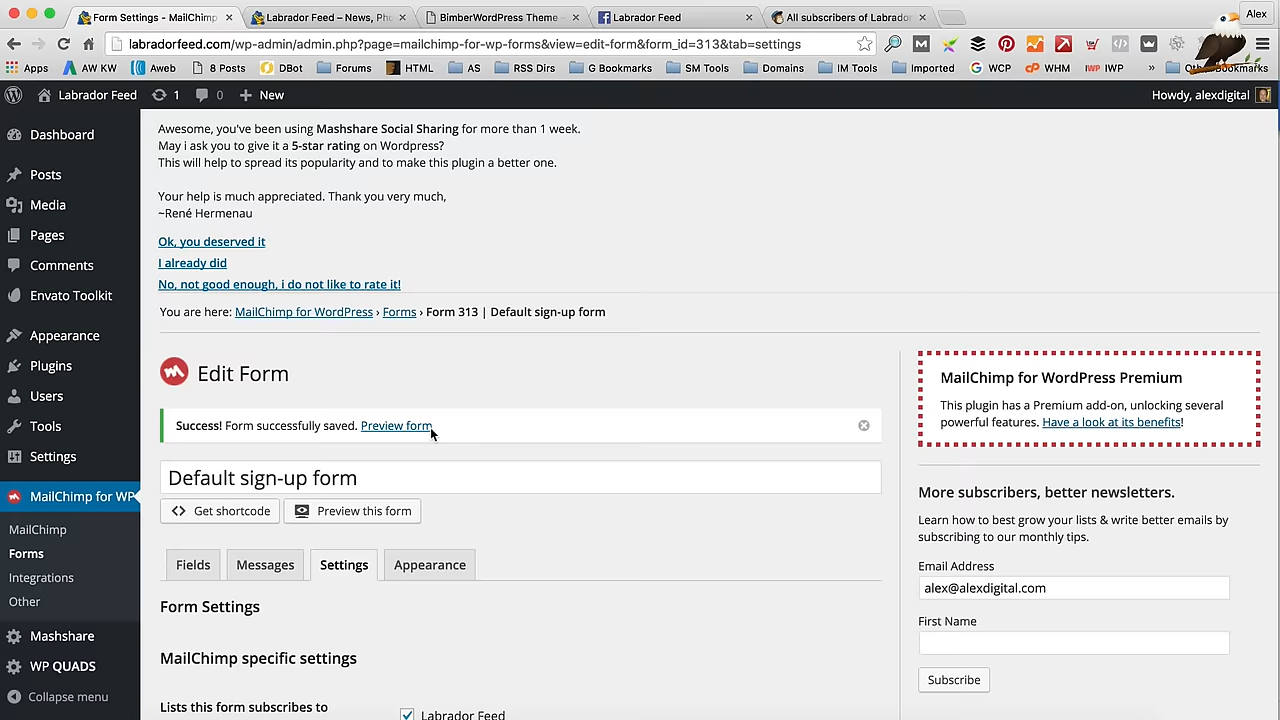 Form Settings - MailChimp
Labrador Feed – News, Pho
BimberWordPress Theme -
Labrador Feed
All subscribers of Labrador
Alex
labradorfeed.com/wp-admin/admin.php?page=mailchimp-for-wp-forms&view=edit-form&form_id=313&tab=settings
Apps
AW KW
Aweb
8 Posts
DBot
Forums
HTML
AS
RSS Dirs
G Bookmarks
SM Tools
Domains
IM Tools
Imported
WCP
WHM
IWP IWP
»
Labrador Feed
1
0
New
Howdy, alexdigital
Dashboard
Posts
Media
Pages
Comments
Envato Toolkit
Appearance
Plugins
Users
Tools
Settings
MailChimp for WP
MailChimp
Forms
Integrations
Other
Mashshare
WP QUADS
Collapse menu
Awesome, you've been using Mashshare Social Sharing for more than 1 week.
May i ask you to give it a 5-star rating on Wordpress?
This will help to spread its popularity and to make this plugin a better one.
Your help is much appreciated. Thank you very much,
~René Hermenau
Ok, you deserved it
I already did
No, not good enough, i do not like to rate it!
You are here: MailChimp for WordPress › Forms › Form 313 | Default sign-up form
Edit Form
Success! Form successfully saved. Preview form
Default sign-up form
Get shortcode
Preview this form
Fields
Messages
Settings
Appearance
Form Settings
MailChimp specific settings
Lists this form subscribes to
Labrador Feed
MailChimp for WordPress Premium
This plugin has a Premium add-on, unlocking several
powerful features. Have a look at its benefits!
More subscribers, better newsletters.
Learn how to best grow your lists & write better emails by
subscribing to our monthly tips.
Email Address
alex@alexdigital.com
First Name
Subscribe